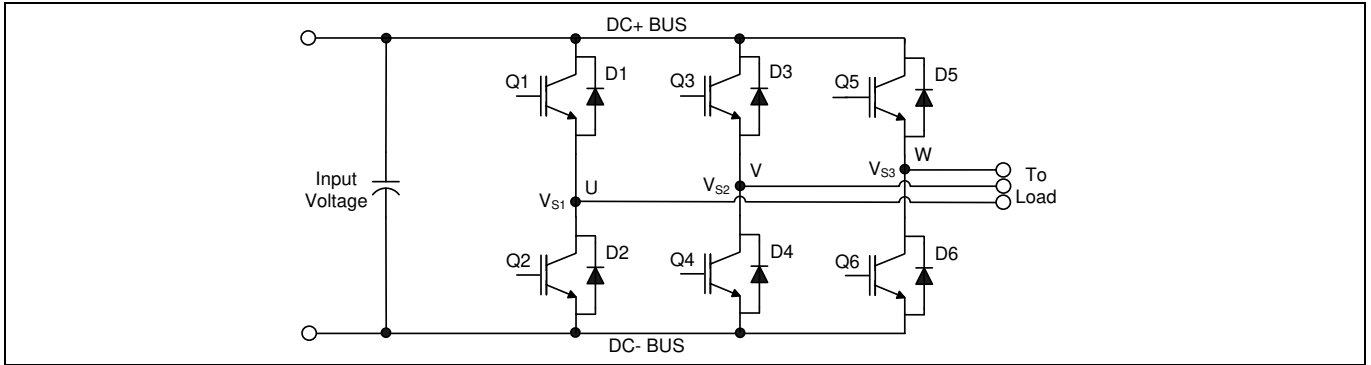 DC+ BUS
Q1
D1
Q3
D3
Q5
D5
Input
Voltage
VS1
U
VS2
V
VS3
W
To
Load
Q2
D2
Q4
D4
Q6
D6
DC- BUS